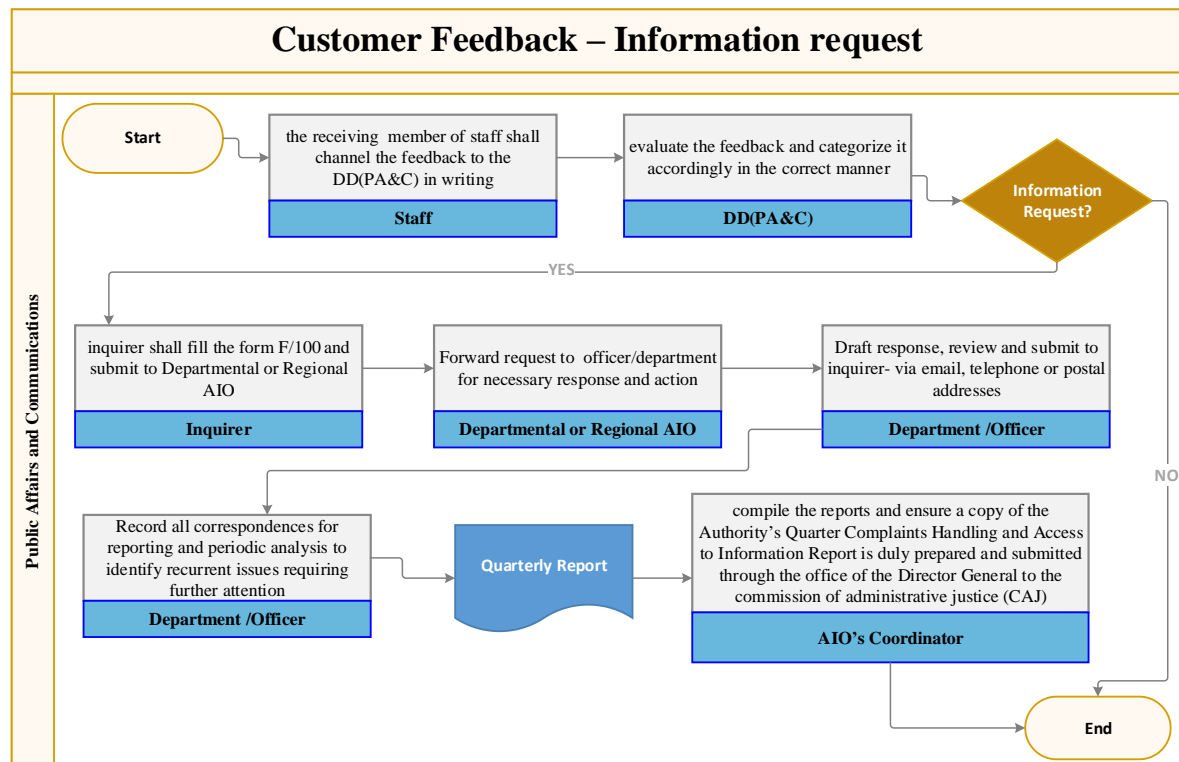 Customer Feedback – Information request
Public Affairs and Communications
Start
the receiving member of staff shall
channel the feedback to the
DD(PA&C) in writing
Staff
evaluate the feedback and categorize it
accordingly in the correct manner
DD(PA&C)
Information
Request?
YES
inquirer shall fill the form F/100 and
submit to Departmental or Regional
AIO
Inquirer
Forward request to officer/department
for necessary response and action
Departmental or Regional AIO
Draft response, review and submit to
inquirer- via email, telephone or postal
addresses
Department /Officer
NO
Record all correspondences for
reporting and periodic analysis to
identify recurrent issues requiring
further attention
Department /Officer
Quarterly Report
compile the reports and ensure a copy of the
Authority’s Quarter Complaints Handling and Access
to Information Report is duly prepared and submitted
through the office of the Director General to the
commission of administrative justice (CAJ)
AIO’s Coordinator
End